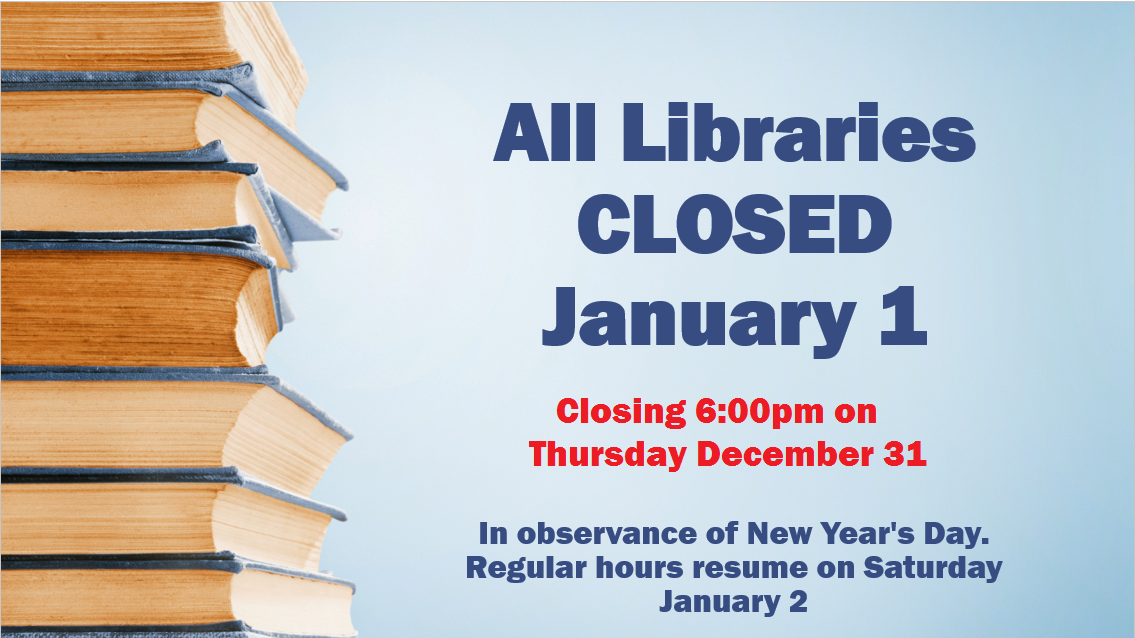 All Libraries
CLOSED
January 1
Closing 6:00pm on
Thursday December 31
In observance of New Year's Day.
Regular hours resume on Saturday
January 2